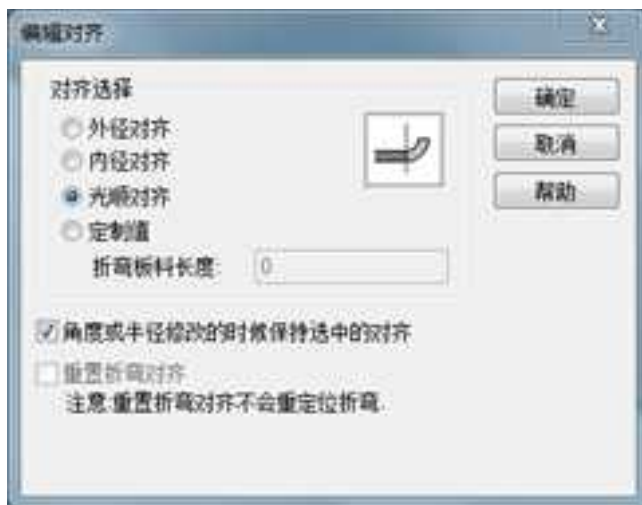 编辑对齐
对齐选择
外径对齐
内径对齐
光顺对齐
定制值
折弯板料长度:
0
确定
取消
帮助
角度或半径修改的时候保持选中的对齐
重置折弯对齐
注意:重置折弯对齐不会重定位折弯.